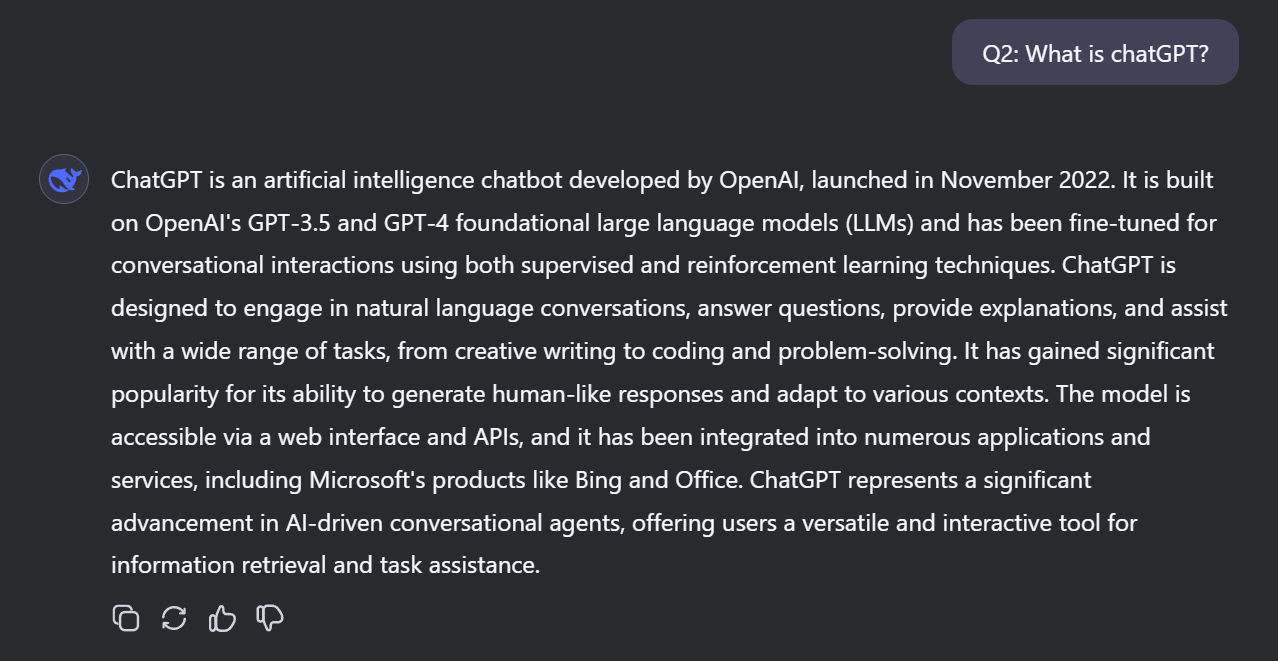 Q2: What is chatGPT?
ChatGPT is an artificial intelligence chatbot developed by OpenAI, launched in November 2022. It is built
on OpenAI's GPT-3.5 and GPT-4 foundational large language models (LLMs) and has been fine-tuned for
conversational interactions using both supervised and reinforcement learning techniques. ChatGPT is
designed to engage in natural language conversations, answer questions, provide explanations, and assist
with a wide range of tasks, from creative writing to coding and problem-solving. It has gained significant
popularity for its ability to generate human-like responses and adapt to various contexts. The model is
accessible via a web interface and APIs, and it has been integrated into numerous applications and
services, including Microsoft's products like Bing and Office. ChatGPT represents a significant
advancement in AI-driven conversational agents, offering users a versatile and interactive tool for
information retrieval and task assistance.